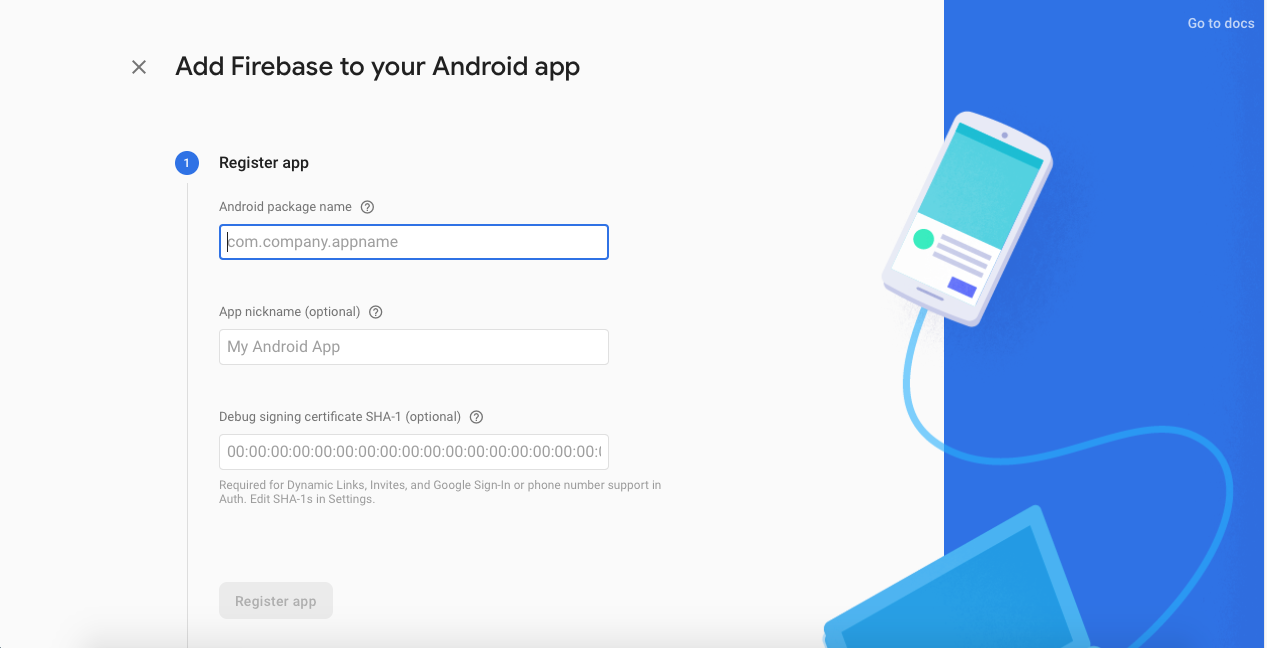 Go to docs
Add Firebase to your Android app
1
Register app
Android package name
com.company.appname
App nickname (optional)
My Android App
Debug signing certificate SHA-1 (optional)
00:00:00:00:00:00:00:00:00:00:00:00:00:00:00:00:00:
Required for Dynamic Links, Invites, and Google Sign-In or phone number support in
Auth. Edit SHA-1s in Settings.
Register app